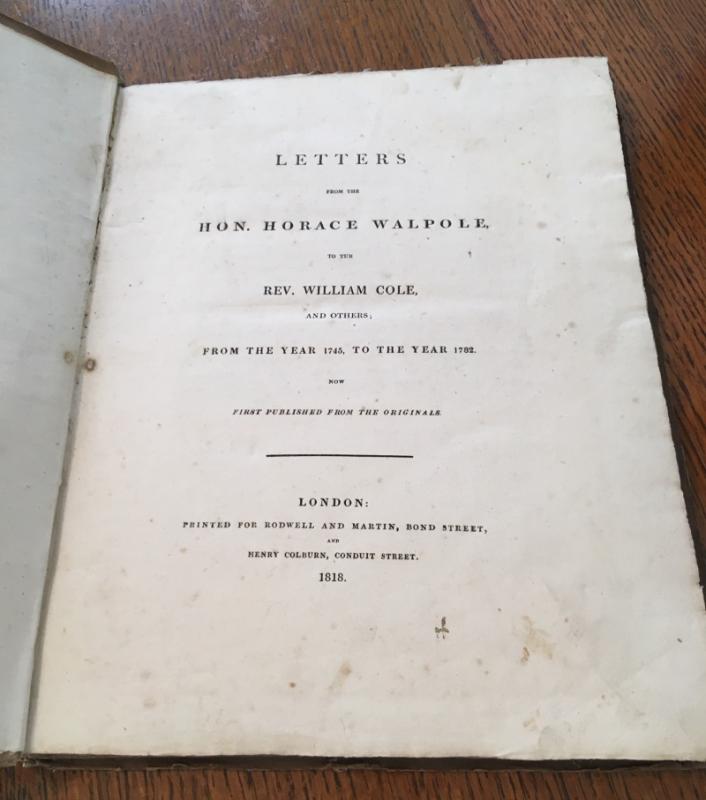 LETTERS
FROM THE
HON. HORACE WALPOLE,
TO THE
REV. WILLIAM COLE,
AND OTHERS;
FROM THE YEAR 1745, TO THE YEAR 1782.
NOW
FIRST PUBLISHED FROM THE ORIGINALS.
LONDON:
PRINTED FOR RODWELL AND MARTIN, BOND STREET,
AND
HENRY COLBURN, CONDUIT STREET.
1818.